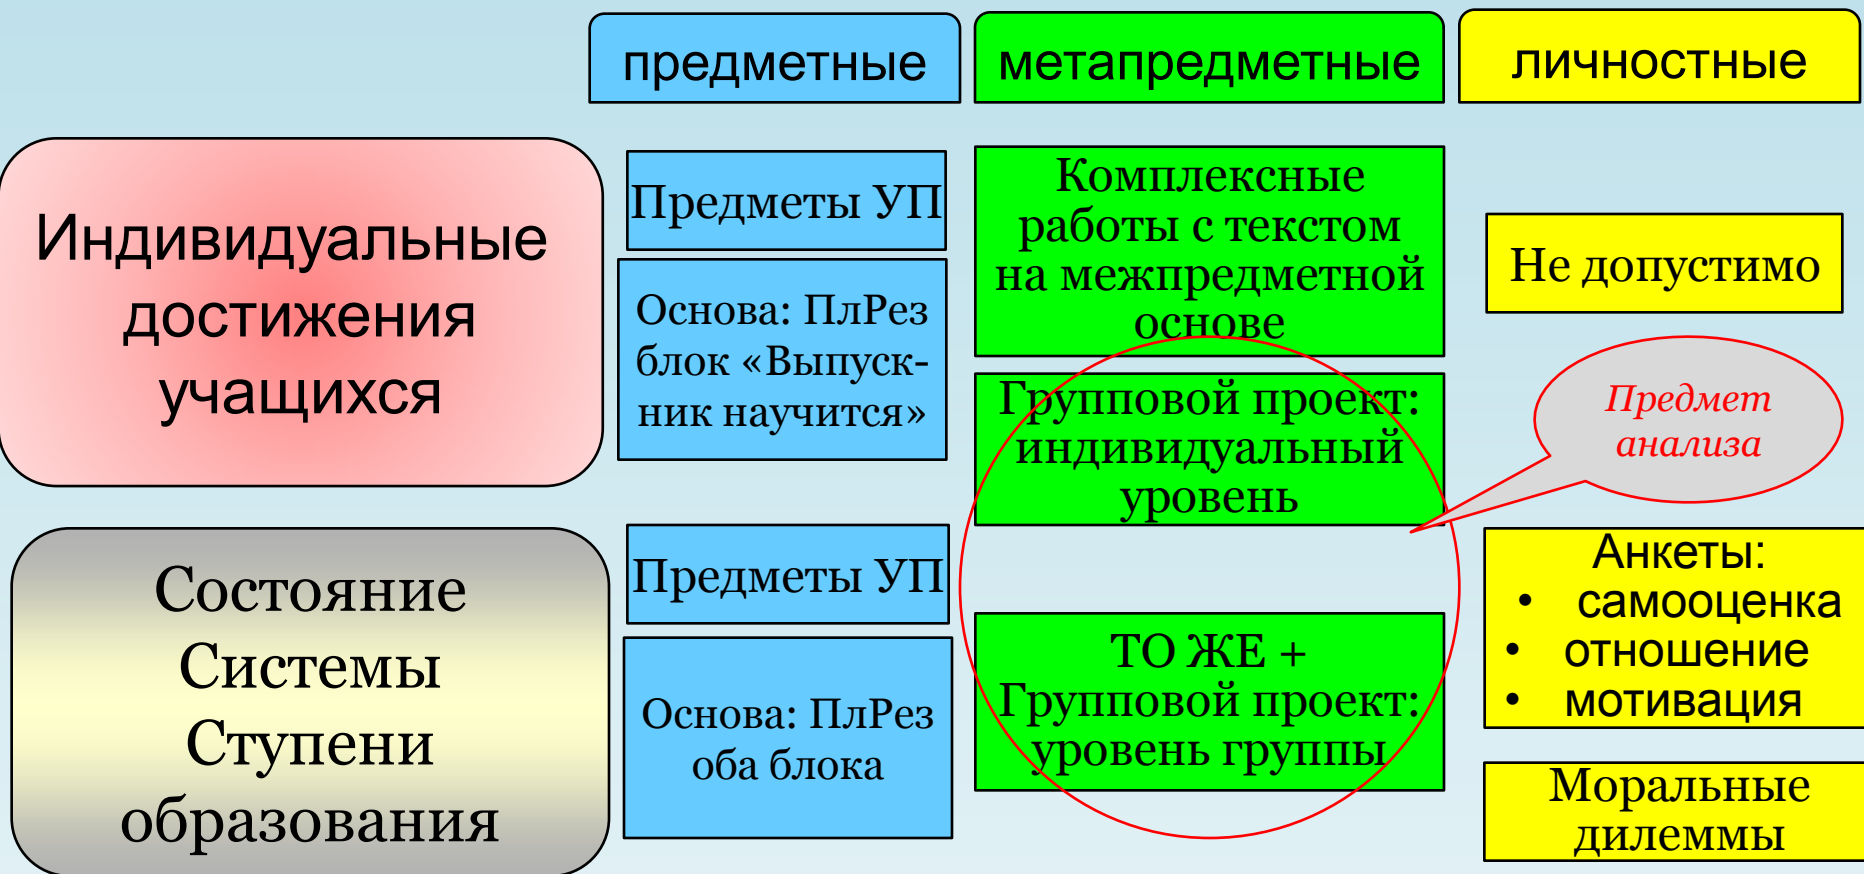 предметные
метапредметные
личностные
Индивидуальные
достижения
учащихся
Предметы УП
Основа: ПлРез
блок «Выпуск-
ник научится»
Комплексные
работы с текстом
на межпредметной
основе
Групповой проект:
индивидуальный
уровень
Не допустимо
Предмет
анализа
Состояние
Системы
Ступени
образования
Предметы УП
Основа: ПлРез
оба блока
ТО ЖЕ +
Групповой проект:
уровень группы
Анкеты:
• самооценка
• отношение
• мотивация
Моральные
дилеммы